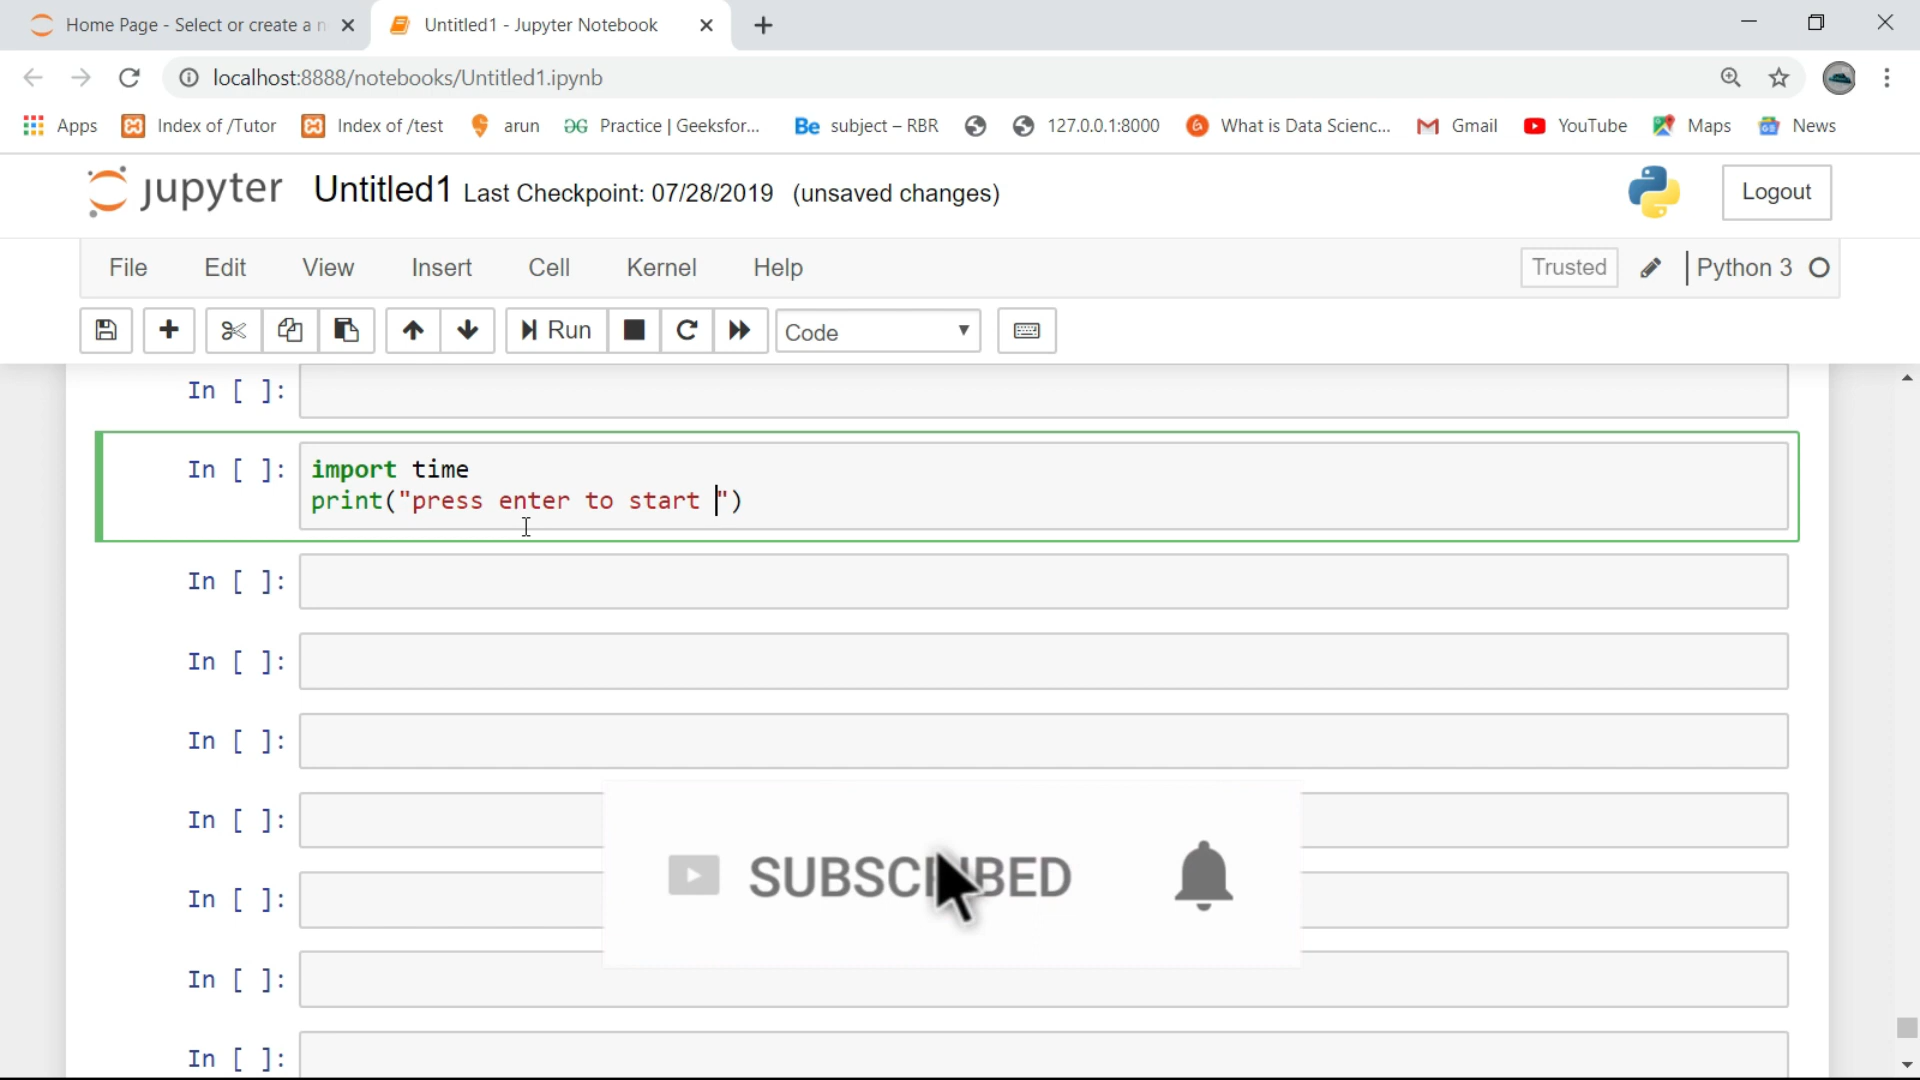 Home Page - Select or create a n
Untitled1 - Jupyter Notebook
localhost:8888/notebooks/Untitled1.ipynb
Apps
Index of /Tutor
Index of /test
arun
Practice | Geeksfor...
Be subject – RBR
127.0.0.1:8000
What is Data Scienc...
Gmail
YouTube
Maps
News
jupyter Untitled1 Last Checkpoint: 07/28/2019 (unsaved changes)
Logout
File Edit View Insert Cell Kernel Help
Trusted
Python 3
Run
Code
In [ ]:
In [ ]: import time
print("press enter to start ")
In [ ]:
In [ ]:
In [ ]:
In [ ]:
In [ ]:
SUBSCRIBED
In [ ]:
In [ ]: